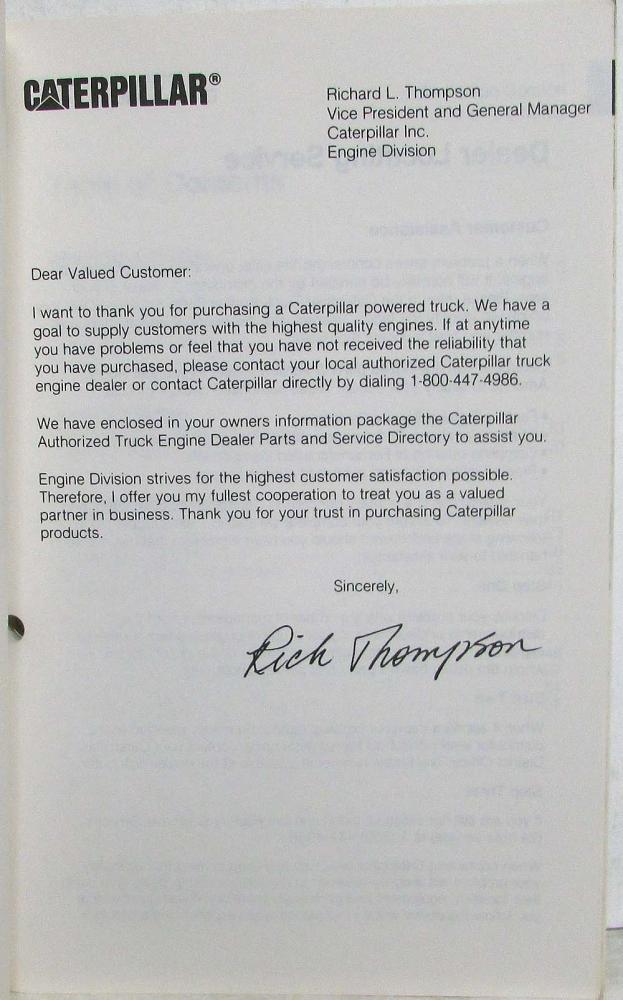 CATERPILLAR®
Richard L. Thompson
Vice President and General Manager
Caterpillar Inc.
Engine Division
Dear Valued Customer:
I want to thank you for purchasing a Caterpillar powered truck. We have a
goal to supply customers with the highest quality engines. If at anytime
you have problems or feel that you have not received the reliability that
you have purchased, please contact your local authorized Caterpillar truck
engine dealer or contact Caterpillar directly by dialing 1-800-447-4986.
We have enclosed in your owners information package the Caterpillar
Authorized Truck Engine Dealer Parts and Service Directory to assist you.
Engine Division strives for the highest customer satisfaction possible.
Therefore, I offer you my fullest cooperation to treat you as a valued
partner in business. Thank you for your trust in purchasing Caterpillar
products.
Sincerely,
Rich Thompson